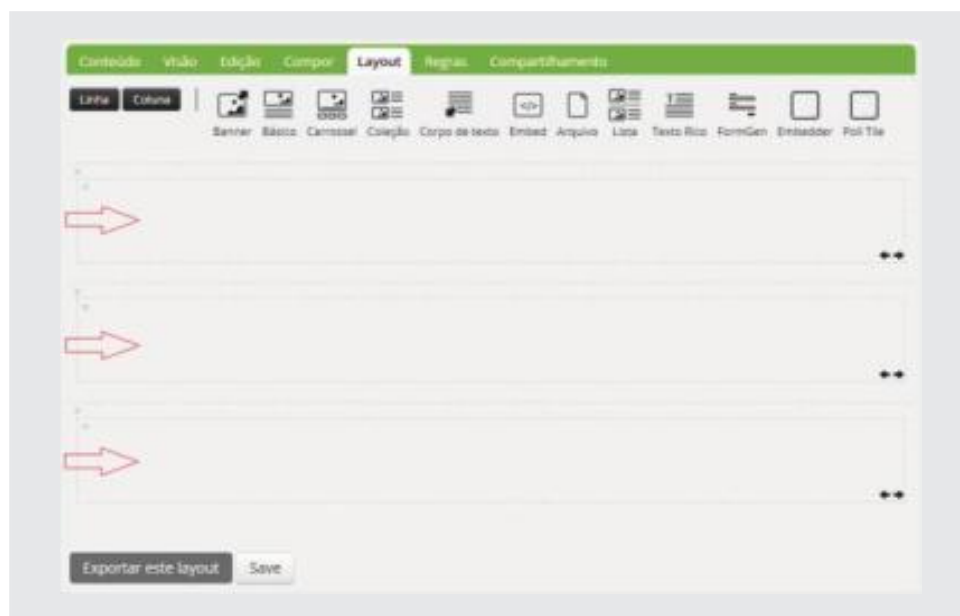 Conteúdo Visão Edição Compor Layout Regras Compartilhamento
Linha Coluna
Banner Básico Carrossel Coleção Corpo de texto Embed Arquivo Lista Texto Rico FormGen Embedder Poli Tile
Exportar este layout Save